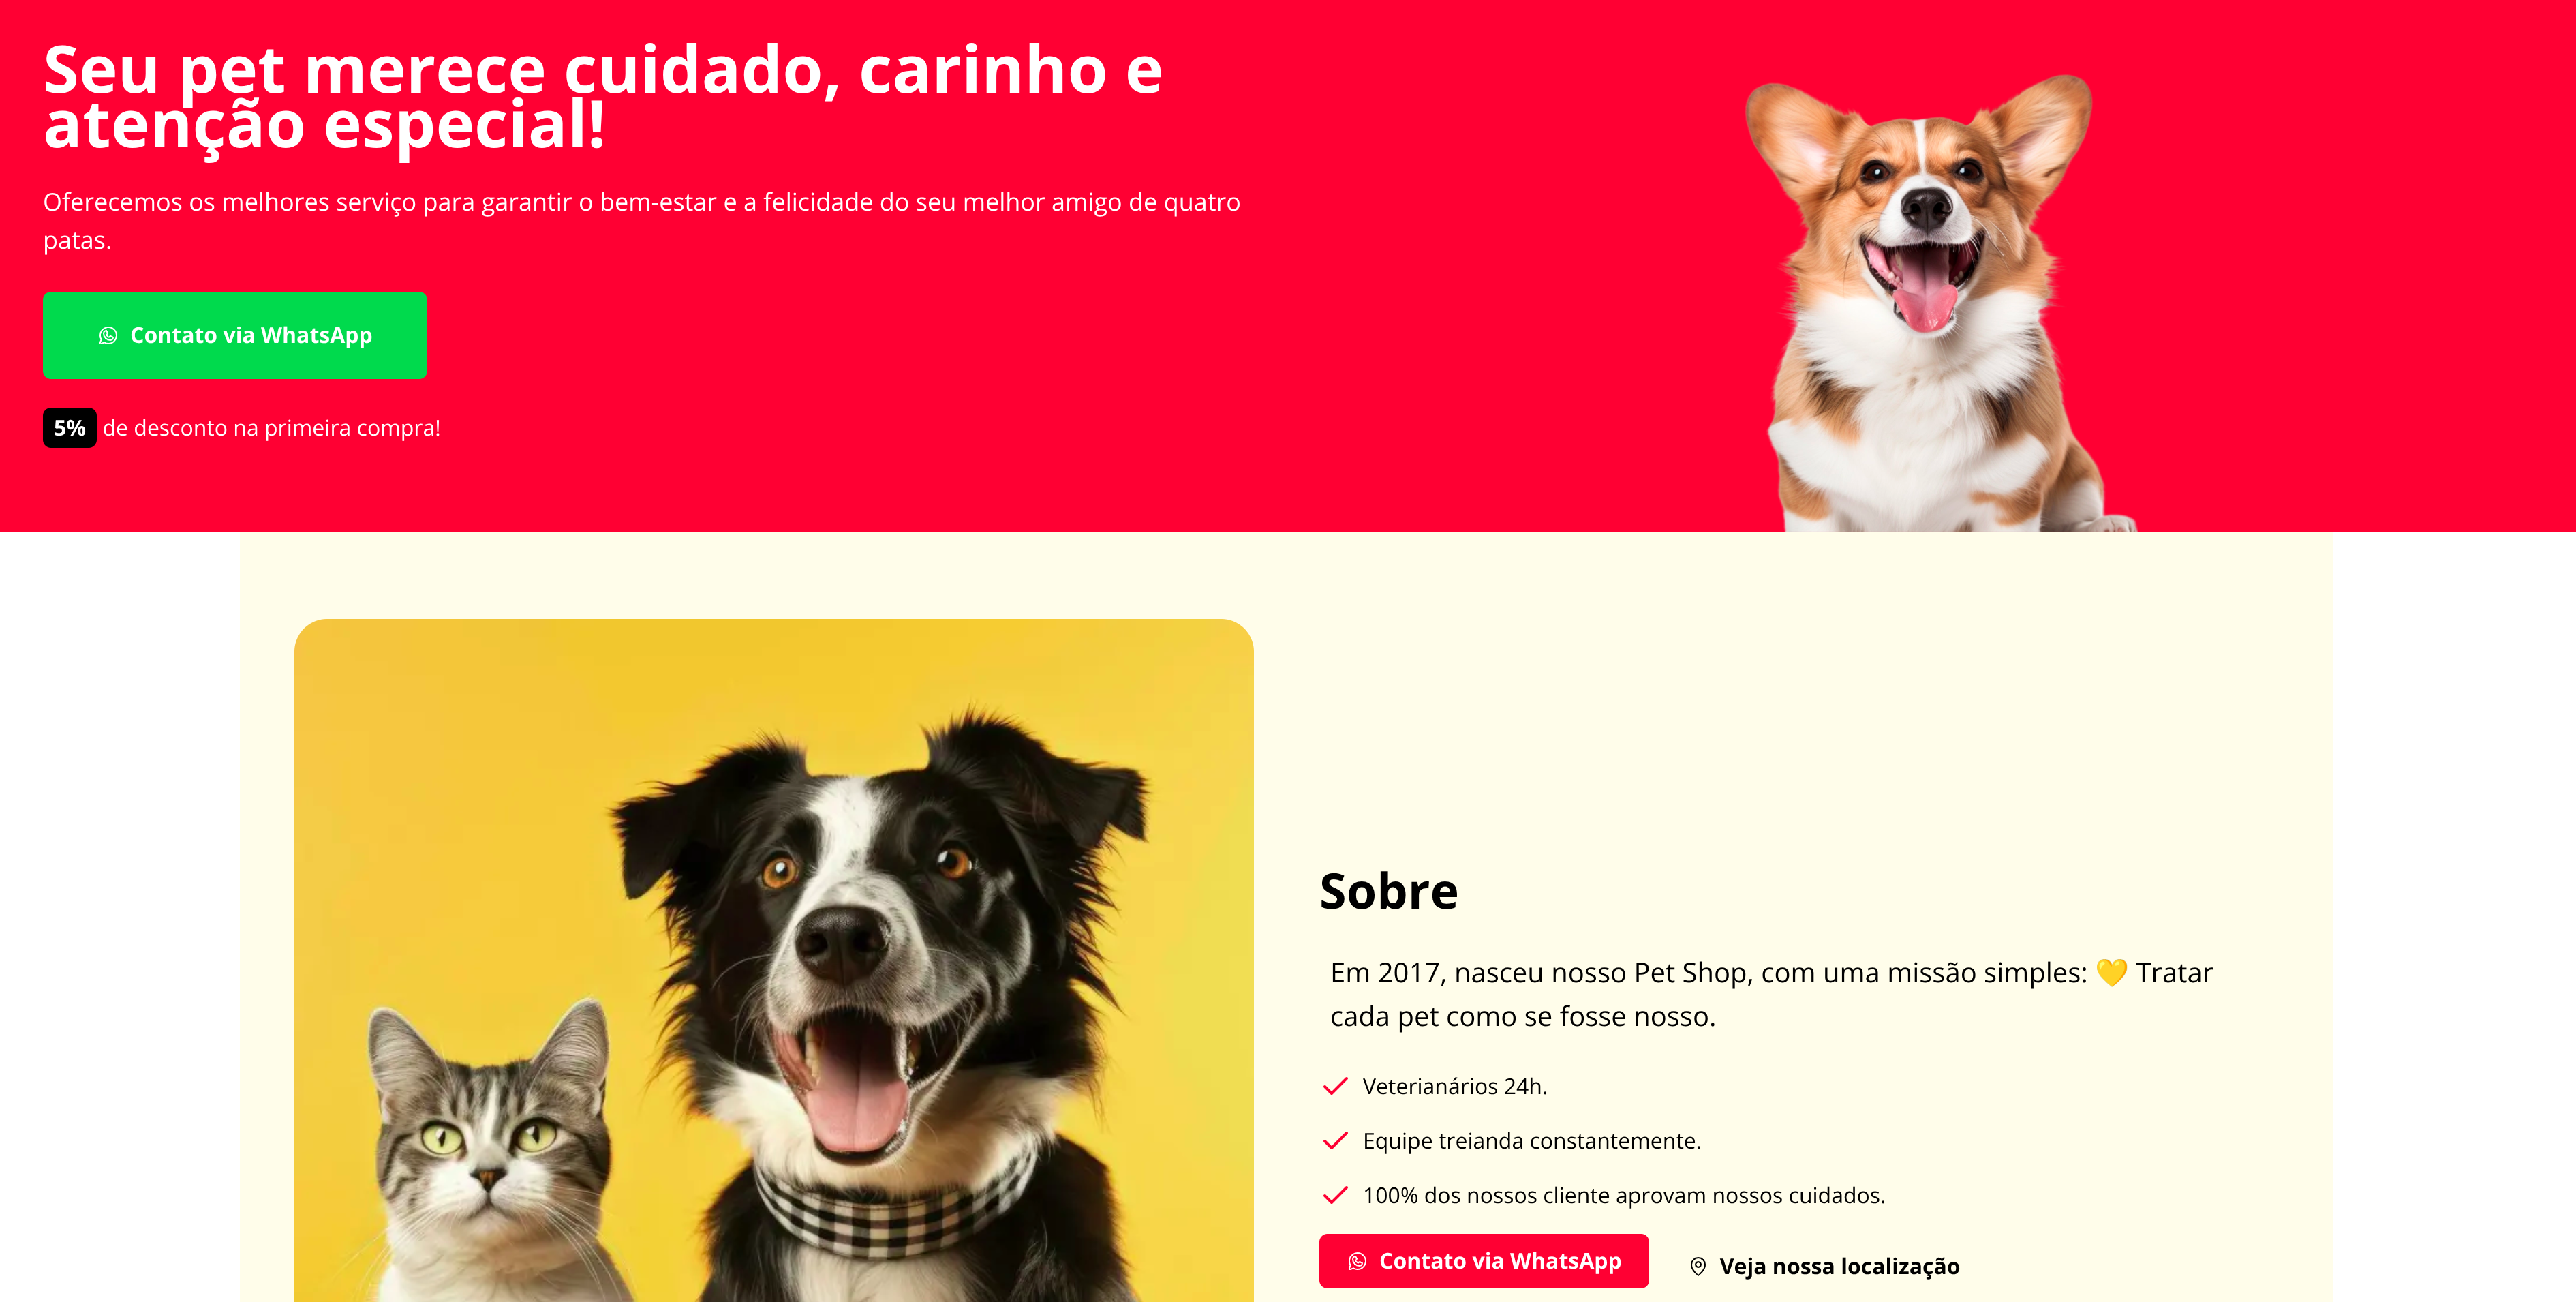 Seu pet merece cuidado, carinho e
atenção especial!
Oferecemos os melhores serviço para garantir o bem-estar e a felicidade do seu melhor amigo de quatro
patas.
Contato via WhatsApp
5% de desconto na primeira compra!
Sobre
Em 2017, nasceu nosso Pet Shop, com uma missão simples: 💛 Tratar
cada pet como se fosse nosso.
Veterianários 24h.
Equipe treianda constantemente.
100% dos nossos cliente aprovam nossos cuidados.
Contato via WhatsApp
Veja nossa localização